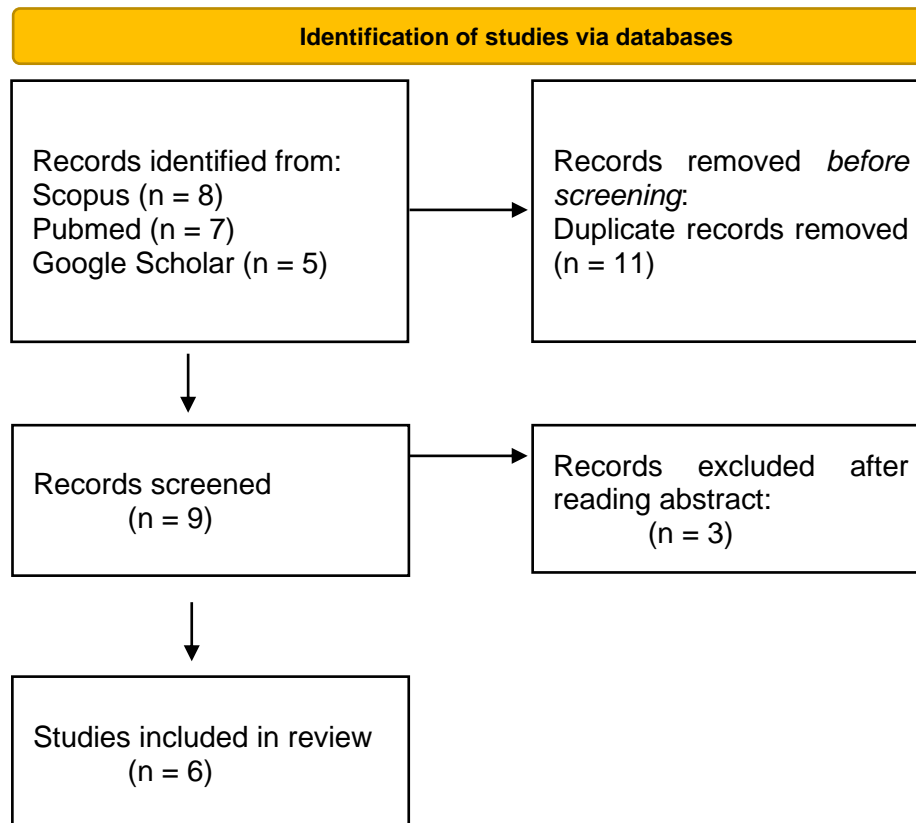 Identification of studies via databases
Records identified from:
Scopus (n = 8)
Pubmed (n = 7)
Google Scholar (n = 5)
Records removed before
screening:
Duplicate records removed
(n = 11)
Records screened
(n = 9)
Records excluded after
reading abstract:
(n = 3)
Studies included in review
(n = 6)